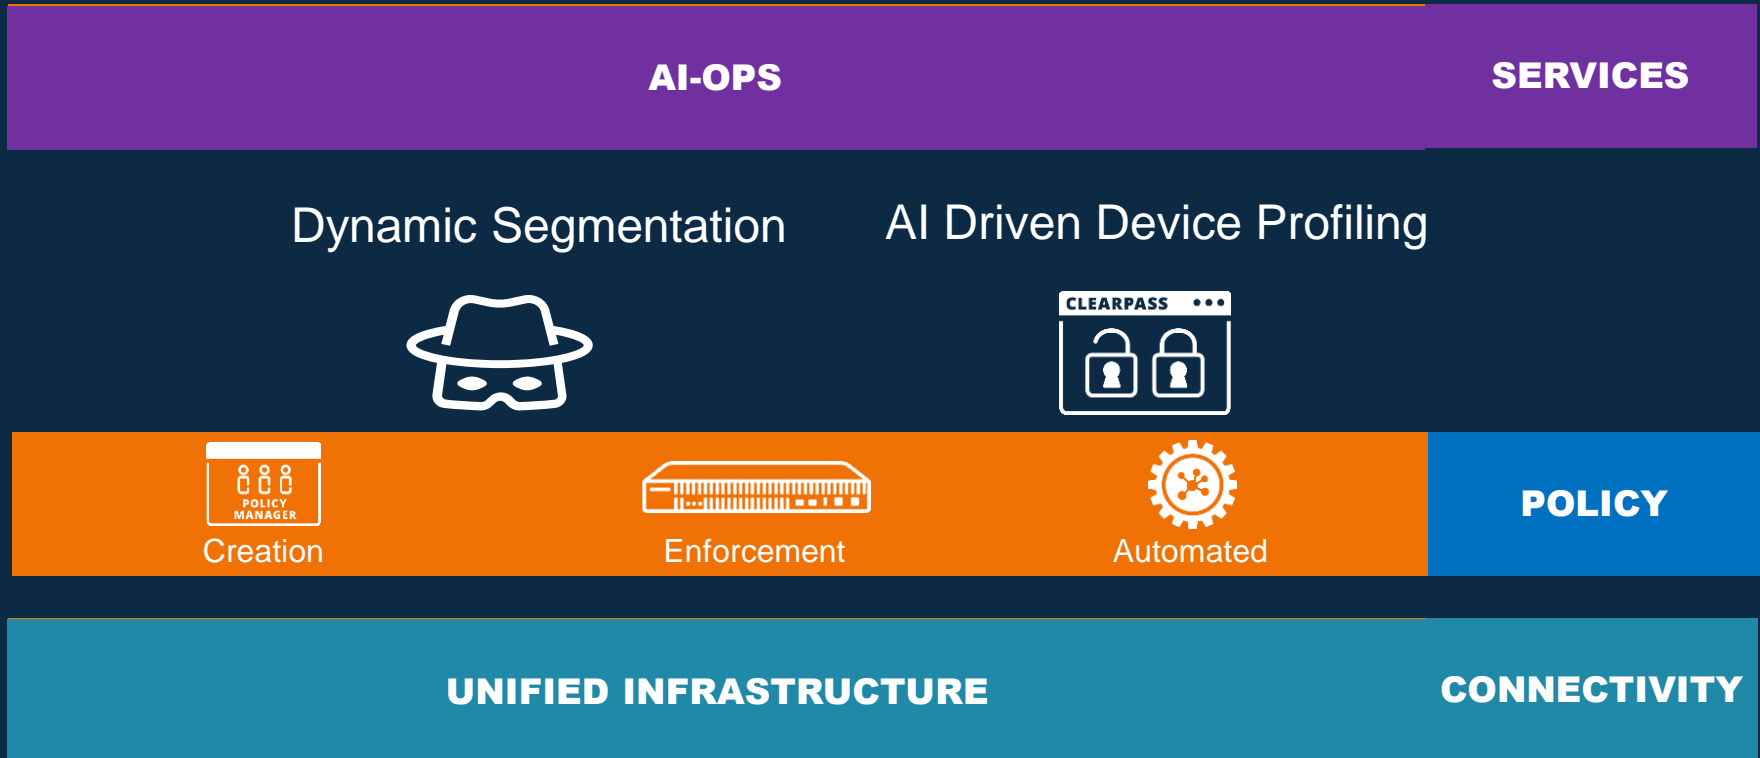 AI-OPS
SERVICES
Dynamic Segmentation
AI Driven Device Profiling
CLEARPASS
POLICY
MANAGER
Creation
Enforcement
Automated
POLICY
UNIFIED INFRASTRUCTURE
CONNECTIVITY